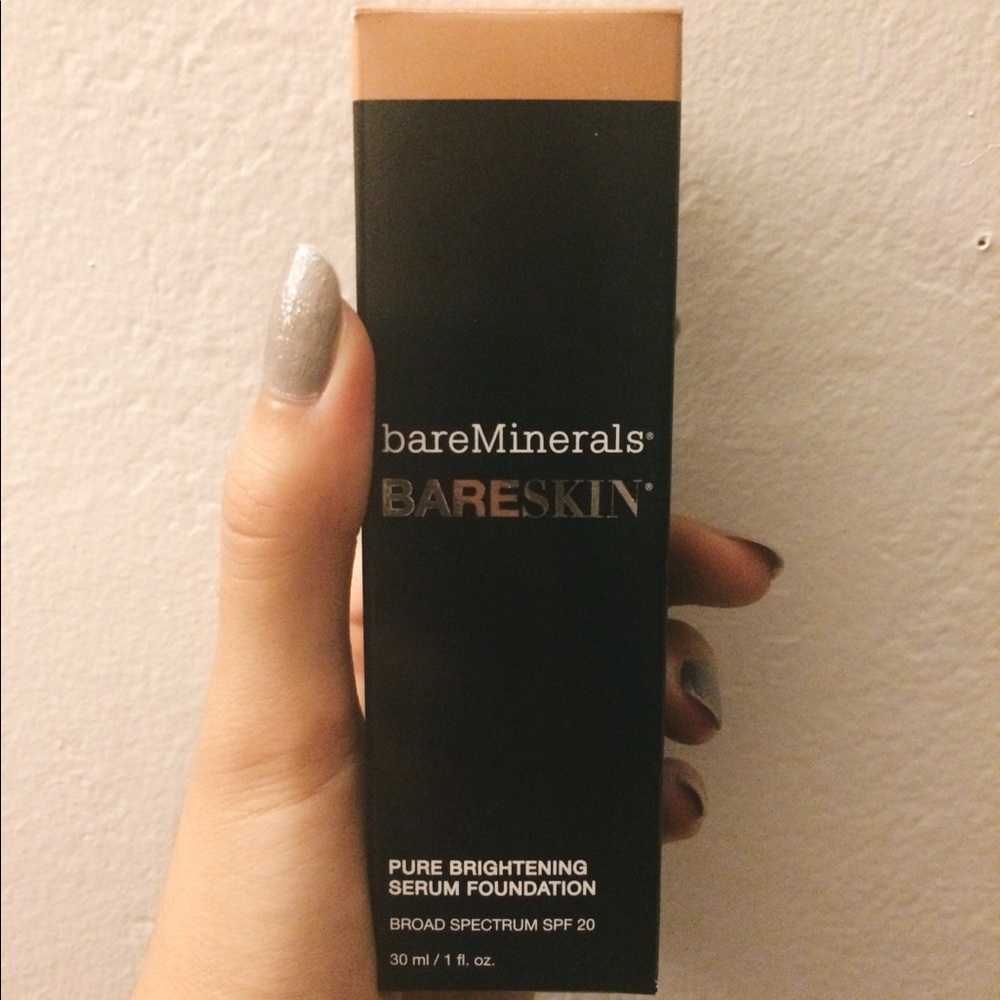 bareMinerals®
BARESKIN®
PURE BRIGHTENING
SERUM FOUNDATION
BROAD SPECTRUM SPF 20
30 ml / 1 fl. oz.